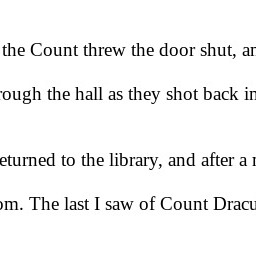 the Count threw the door shut, an
rough the hall as they shot back in
eturned to the library, and after a
om. The last I saw of Count Dracu